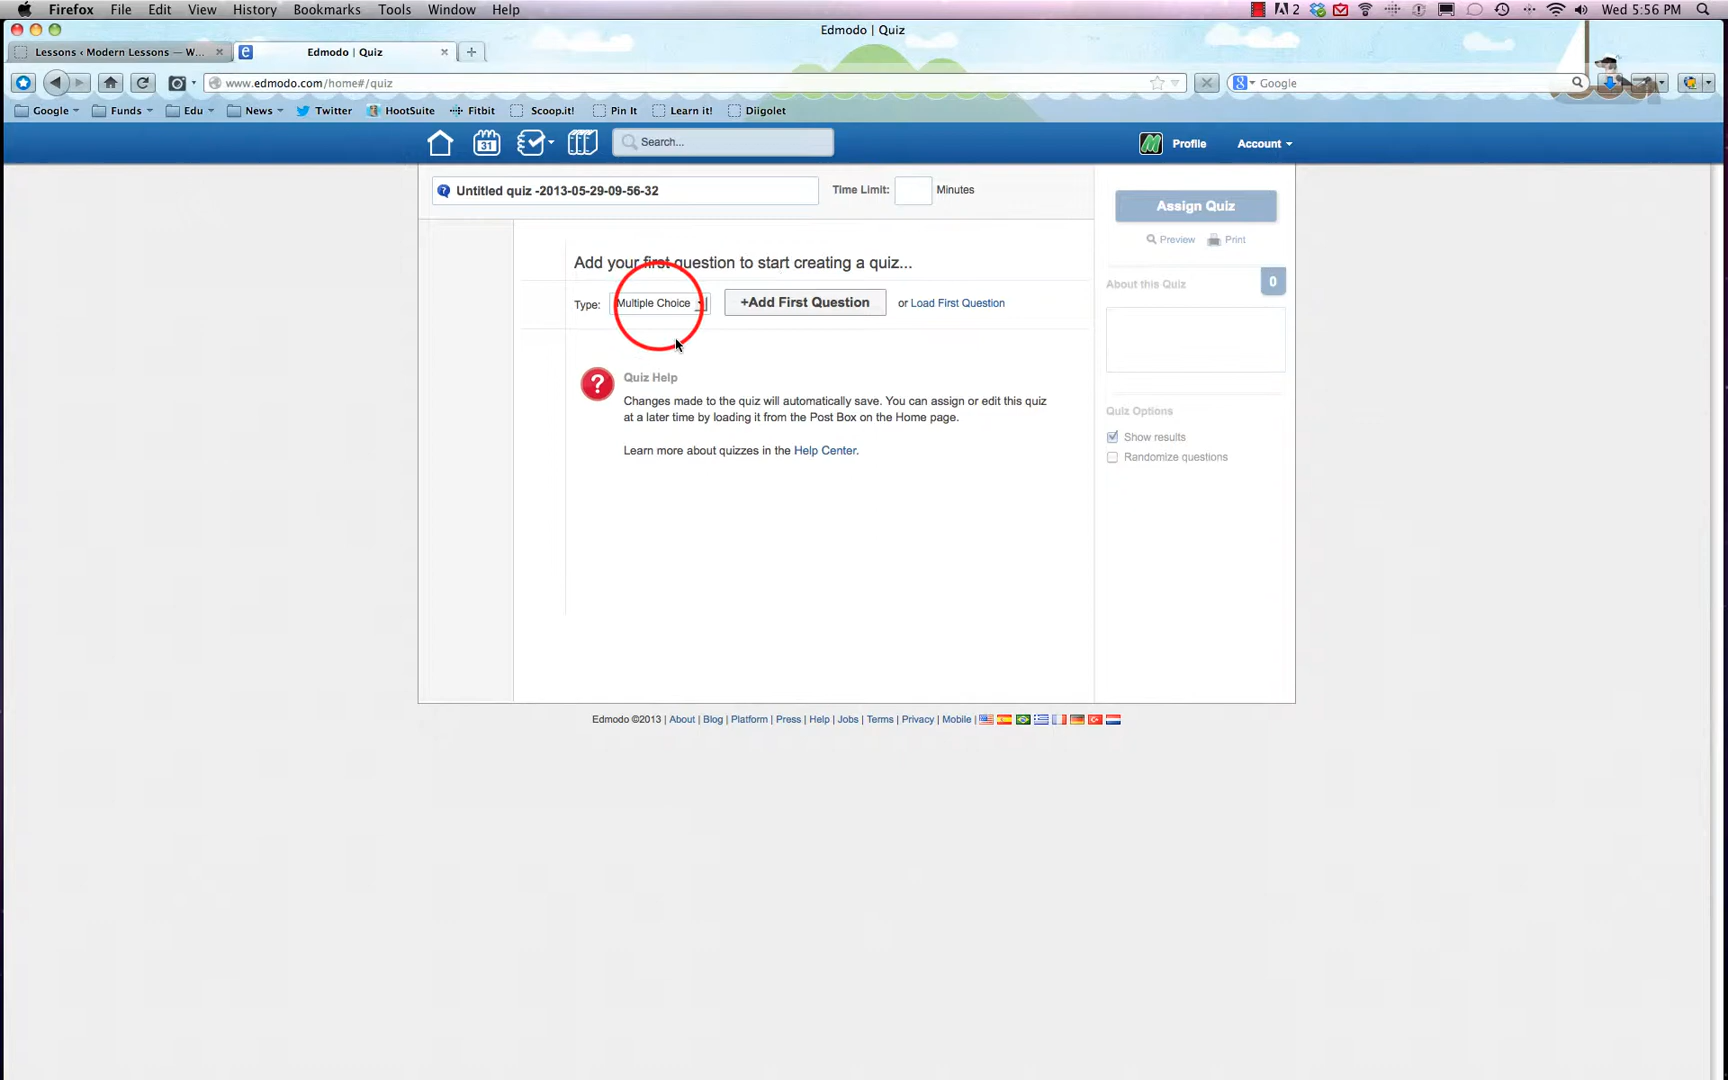 Firefox File Edit View History Bookmarks Tools Window Help 2 Wed 5:56 PM
Edmodo | Quiz
Lessons ‹ Modern Lessons — W... Edmodo | Quiz
www.edmodo.com/home#/quiz Google
Google Funds Edu News Twitter HootSuite Fitbit Scoop.it! Pin It Learn it! Diigolet
31 Search... Profile Account
Untitled quiz -2013-05-29-09-56-32 Time Limit: Minutes
Assign Quiz
Preview Print
Add your first question to start creating a quiz...
About this Quiz 0
Type: Multiple Choice +Add First Question or Load First Question
Quiz Help
Changes made to the quiz will automatically save. You can assign or edit this quiz
at a later time by loading it from the Post Box on the Home page.
Learn more about quizzes in the Help Center.
Quiz Options
Show results
Randomize questions
Edmodo ©2013 | About | Blog | Platform | Press | Help | Jobs | Terms | Privacy | Mobile |